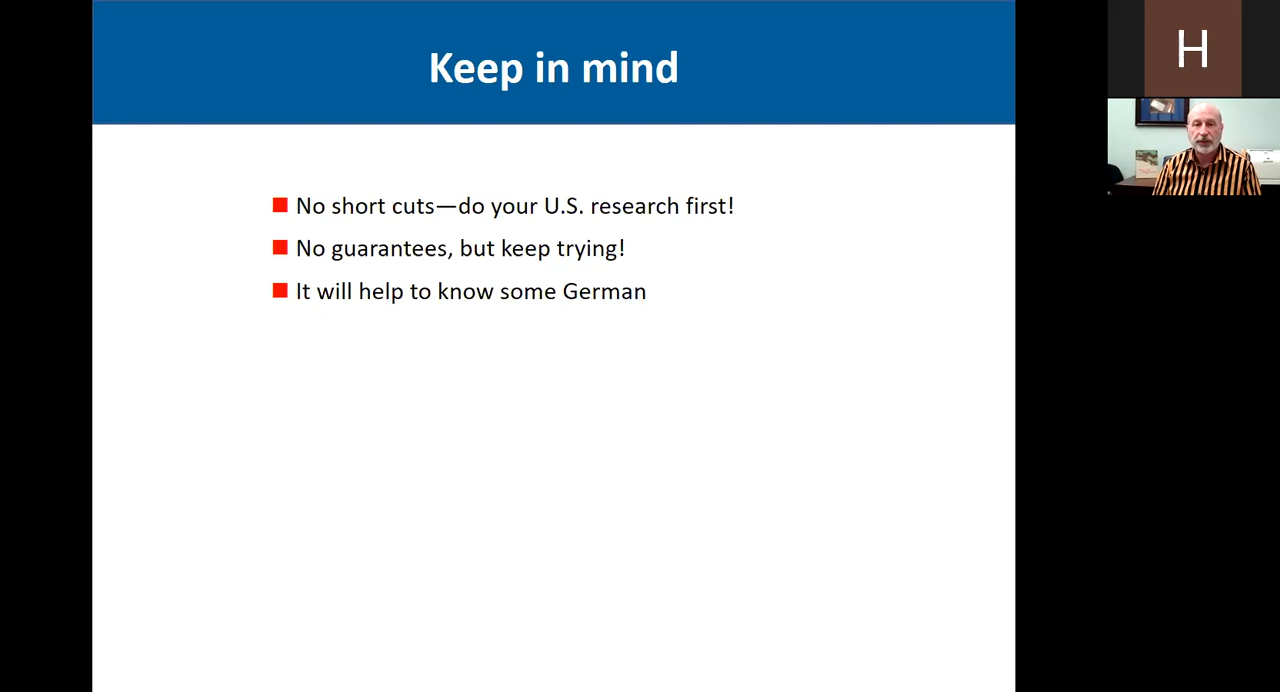 Keep in mind
H
No short cuts—do your U.S. research first!
No guarantees, but keep trying!
It will help to know some German